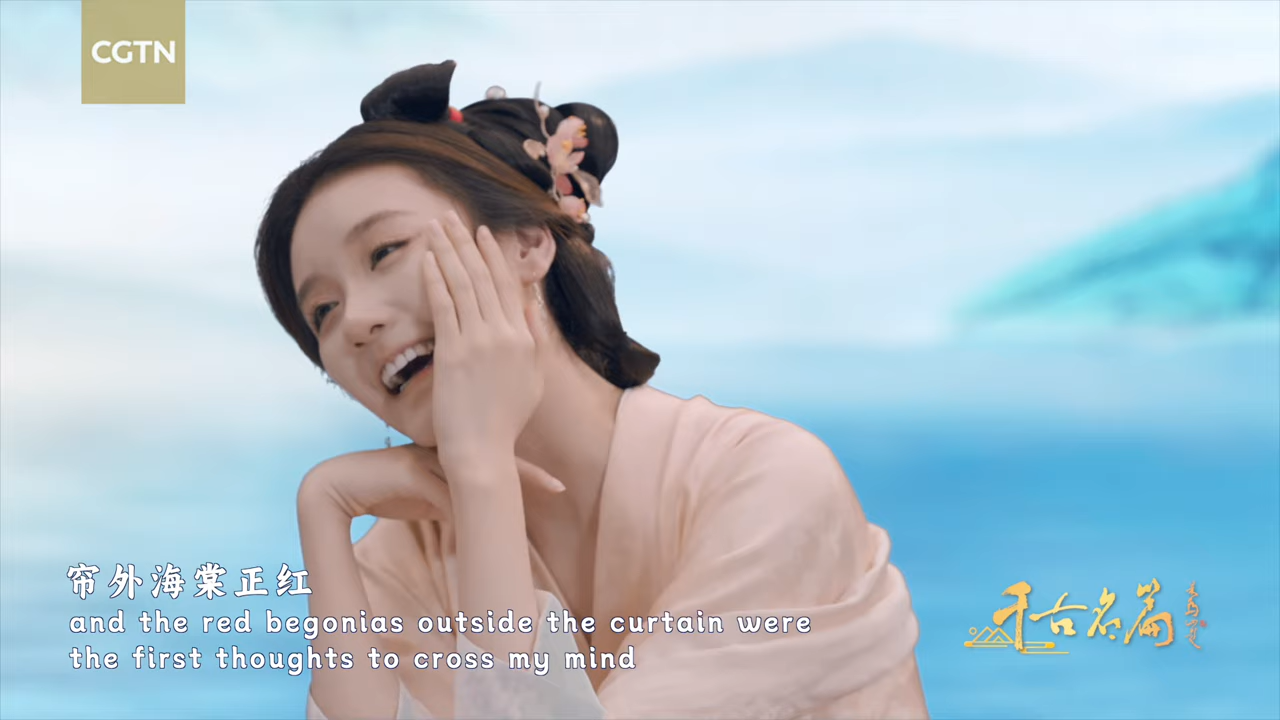 CGTN
帘外海棠正红
and the red begonias outside the curtain were
the first thoughts to cross my mind
千古名篇